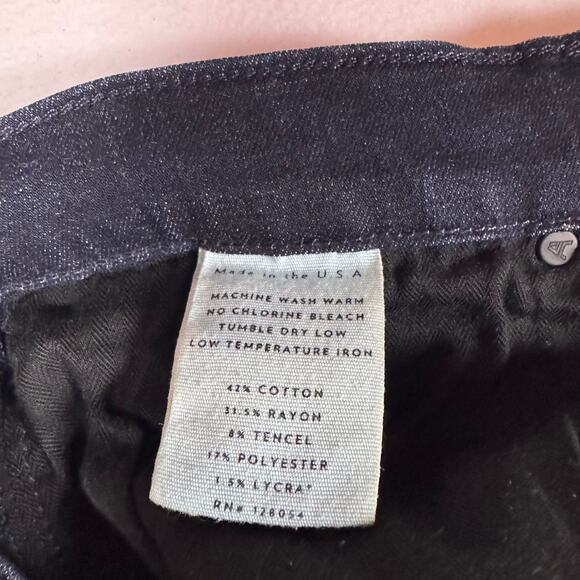 Made in the USA
MACHINE WASH WARM
NO CHLORINE BLEACH
TUMBLE DRY LOW
LOW TEMPERATURE IRON
42% COTTON
31.5% RAYON
8% TENCEL
17% POLYESTER
1.5% LYCRA®
RN# 128054